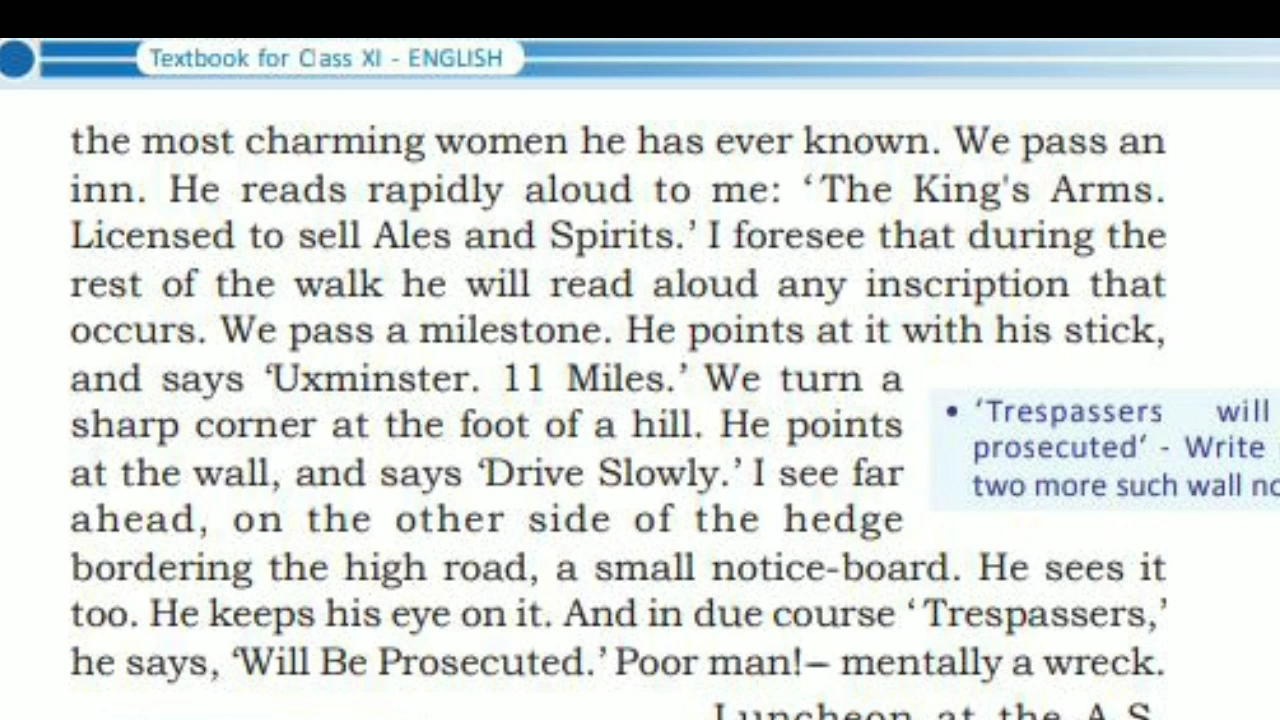 Textbook for Class XI - ENGLISH
the most charming women he has ever known. We pass an
inn. He reads rapidly aloud to me: ‘The King's Arms.
Licensed to sell Ales and Spirits.’ I foresee that during the
rest of the walk he will read aloud any inscription that
occurs. We pass a milestone. He points at it with his stick,
and says ‘Uxminster. 11 Miles.’ We turn a
sharp corner at the foot of a hill. He points
at the wall, and says ‘Drive Slowly.’ I see far
ahead, on the other side of the hedge
bordering the high road, a small notice-board. He sees it
too. He keeps his eye on it. And in due course ‘Trespassers,’
he says, ‘Will Be Prosecuted.’ Poor man!– mentally a wreck.
Luncheon at the A.S.
• ‘Trespassers will
prosecuted‘ - Write
two more such wall